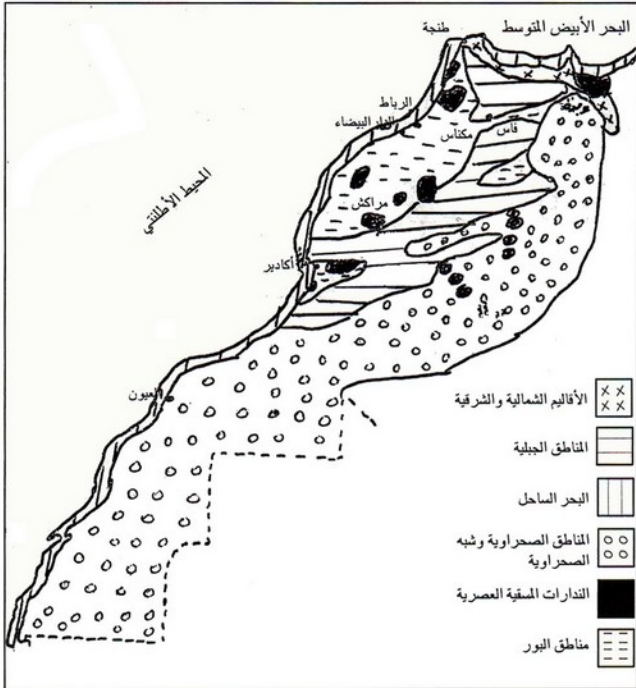 البحر الأبيض المتوسط
طنجة
الرباط
الدار البيضاء
مكناس
فاس
المحيط الأطلنتي
مراكش
أكادير
العيون
الأقاليم الشمالية والشرقية
المناطق الجبلية
البحر الساحل
المناطق الصحراوية وشبه
الصحراوية
الندارات المسقية العصرية
مناطق البور